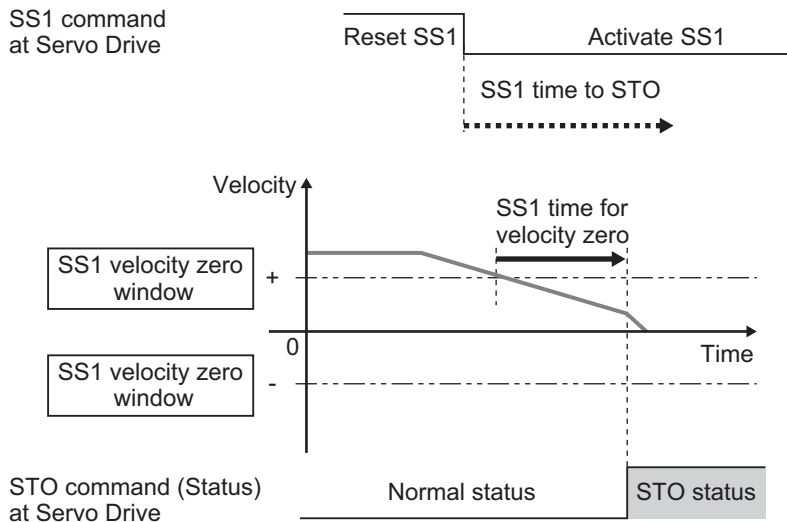 SS1 command
at Servo Drive
Reset SS1
Activate SS1
SS1 time to STO
Velocity
SS1 time for
velocity zero
SS1 velocity zero
window
+
0
Time
SS1 velocity zero
window
-
STO command (Status)
at Servo Drive
Normal status
STO status